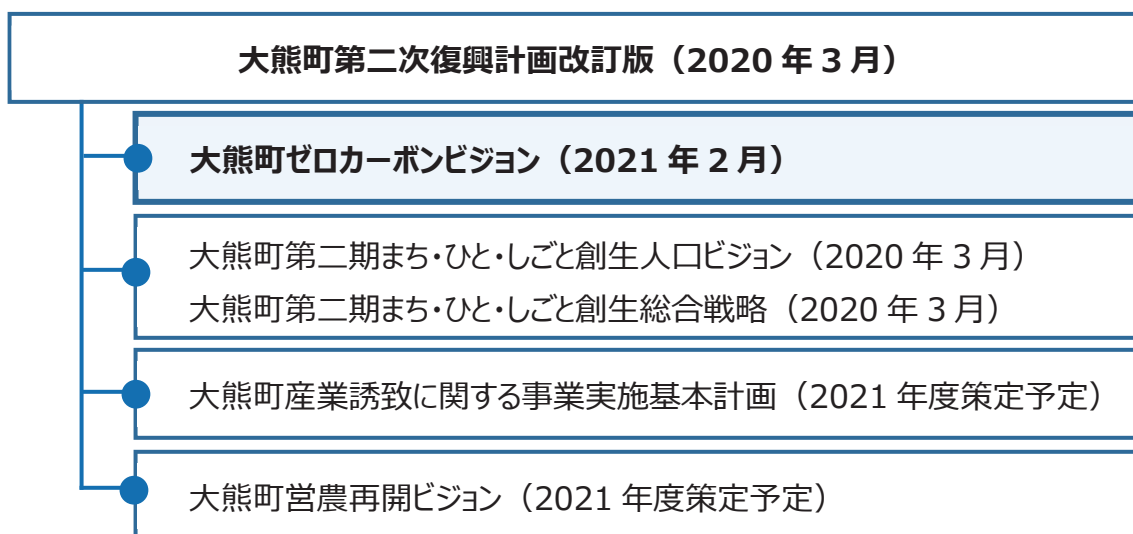 大熊町第二次復興計画改訂版（2020 年 3 月）
大熊町ゼロカーボンビジョン（2021 年 2 月）
大熊町第二期まち・ひと・しごと創生人口ビジョン（2020 年 3 月）
大熊町第二期まち・ひと・しごと創生総合戦略（2020 年 3 月）
大熊町産業誘致に関する事業実施基本計画（2021 年度策定予定）
大熊町営農再開ビジョン（2021 年度策定予定）